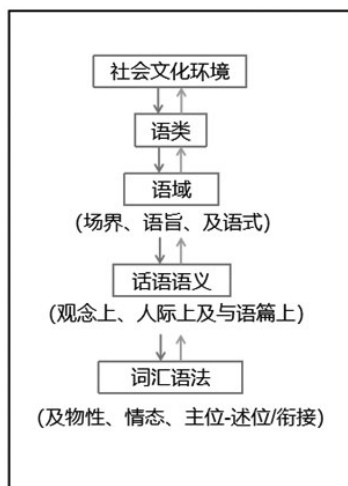 社会文化环境
语类
语域
(场界、语旨、及语式)
话语语义
(观念上、人际上及与语篇上)
词汇语法
(及物性、情态、主位-述位/衔接)